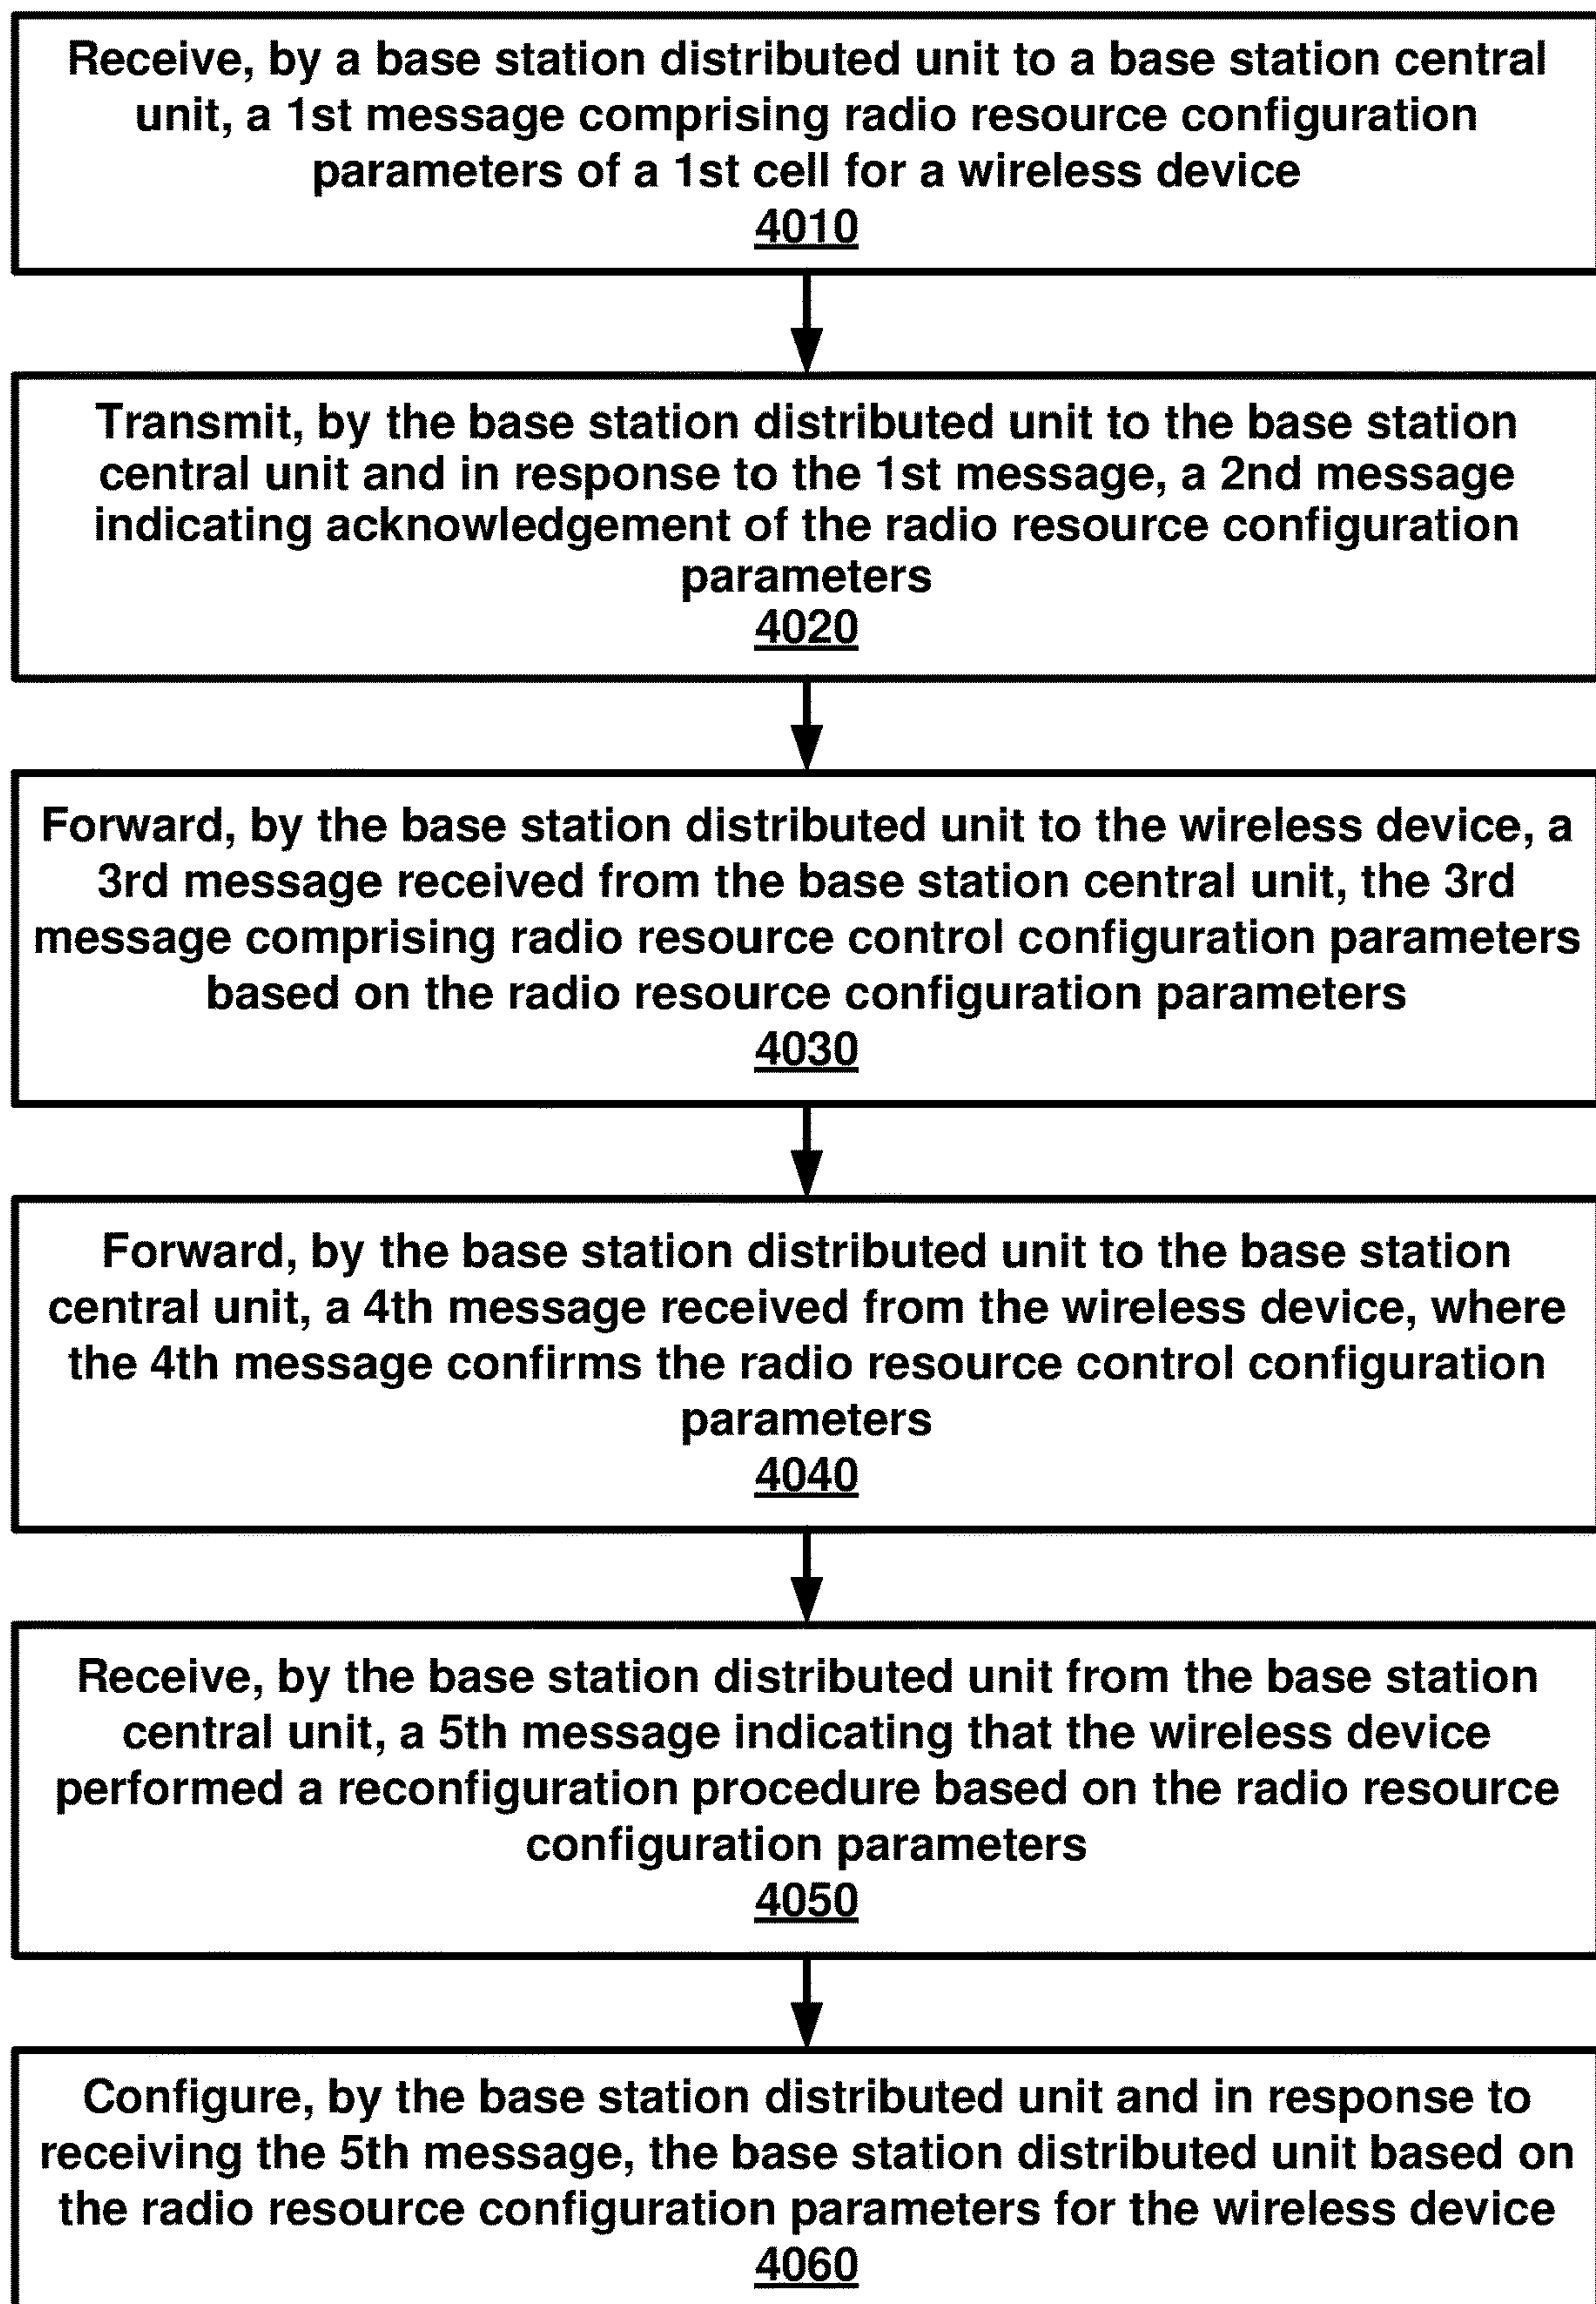 Receive, by a base station distributed unit to a base station central
unit, a 1st message comprising radio resource configuration
parameters of a 1st cell for a wireless device
4010
Transmit, by the base station distributed unit to the base station
central unit and in response to the 1st message, a 2nd message
indicating acknowledgement of the radio resource configuration
parameters
4020
Forward, by the base station distributed unit to the wireless device, a
3rd message received from the base station central unit, the 3rd
message comprising radio resource control configuration parameters
based on the radio resource configuration parameters
4030
Forward, by the base station distributed unit to the base station
central unit, a 4th message received from the wireless device, where
the 4th message confirms the radio resource control configuration
parameters
4040
Receive, by the base station distributed unit from the base station
central unit, a 5th message indicating that the wireless device
performed a reconfiguration procedure based on the radio resource
configuration parameters
4050
Configure, by the base station distributed unit and in response to
receiving the 5th message, the base station distributed unit based on
the radio resource configuration parameters for the wireless device
4060